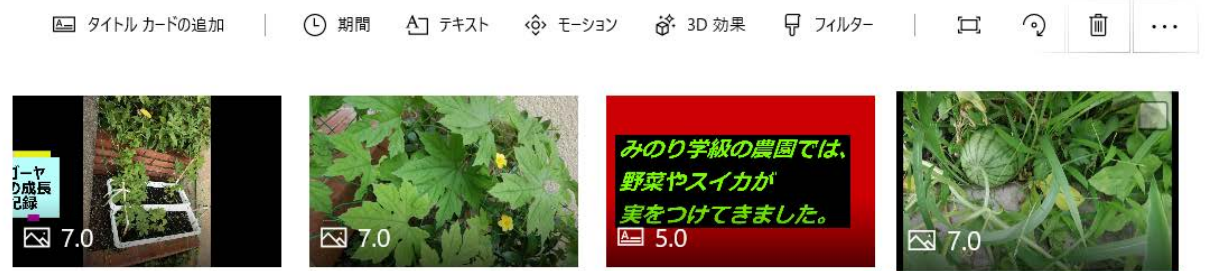 タイトル カードの追加
期間
テキスト
モーション
3D 効果
フィルター
ゴーヤ
の成長
記録
7.0
7.0
みのり学級の農園では、
野菜やスイカが
実をつけてきました。
5.0
7.0